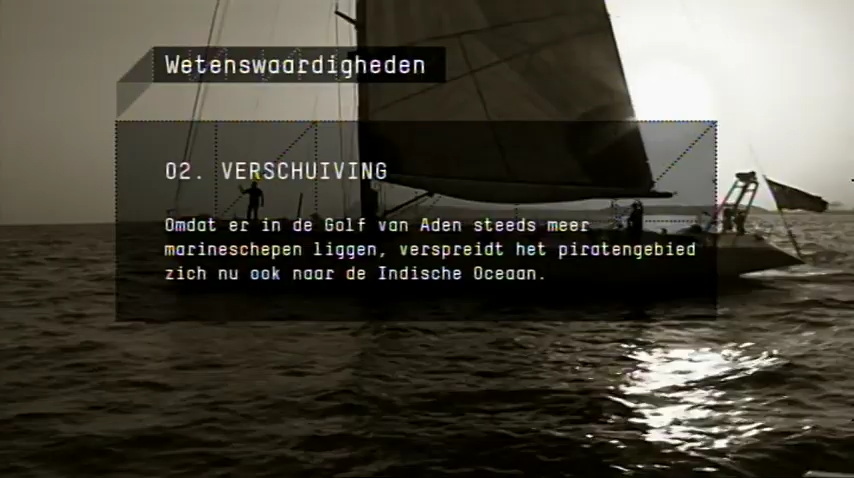 Wetenswaardigheden
02. VERSCHUIVING
Omdat er in de Golf van Aden steeds meer
marineschepen liggen, verspreidt het piratengebied
zich nu ook naar de Indische Oceaan.